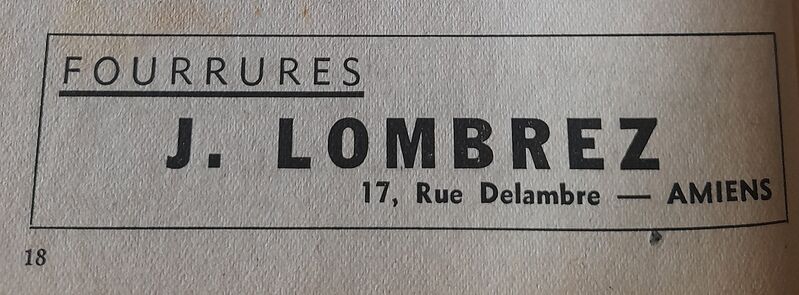 FOURRURES
J. LOMBREZ
17, Rue Delambre — AMIENS
18